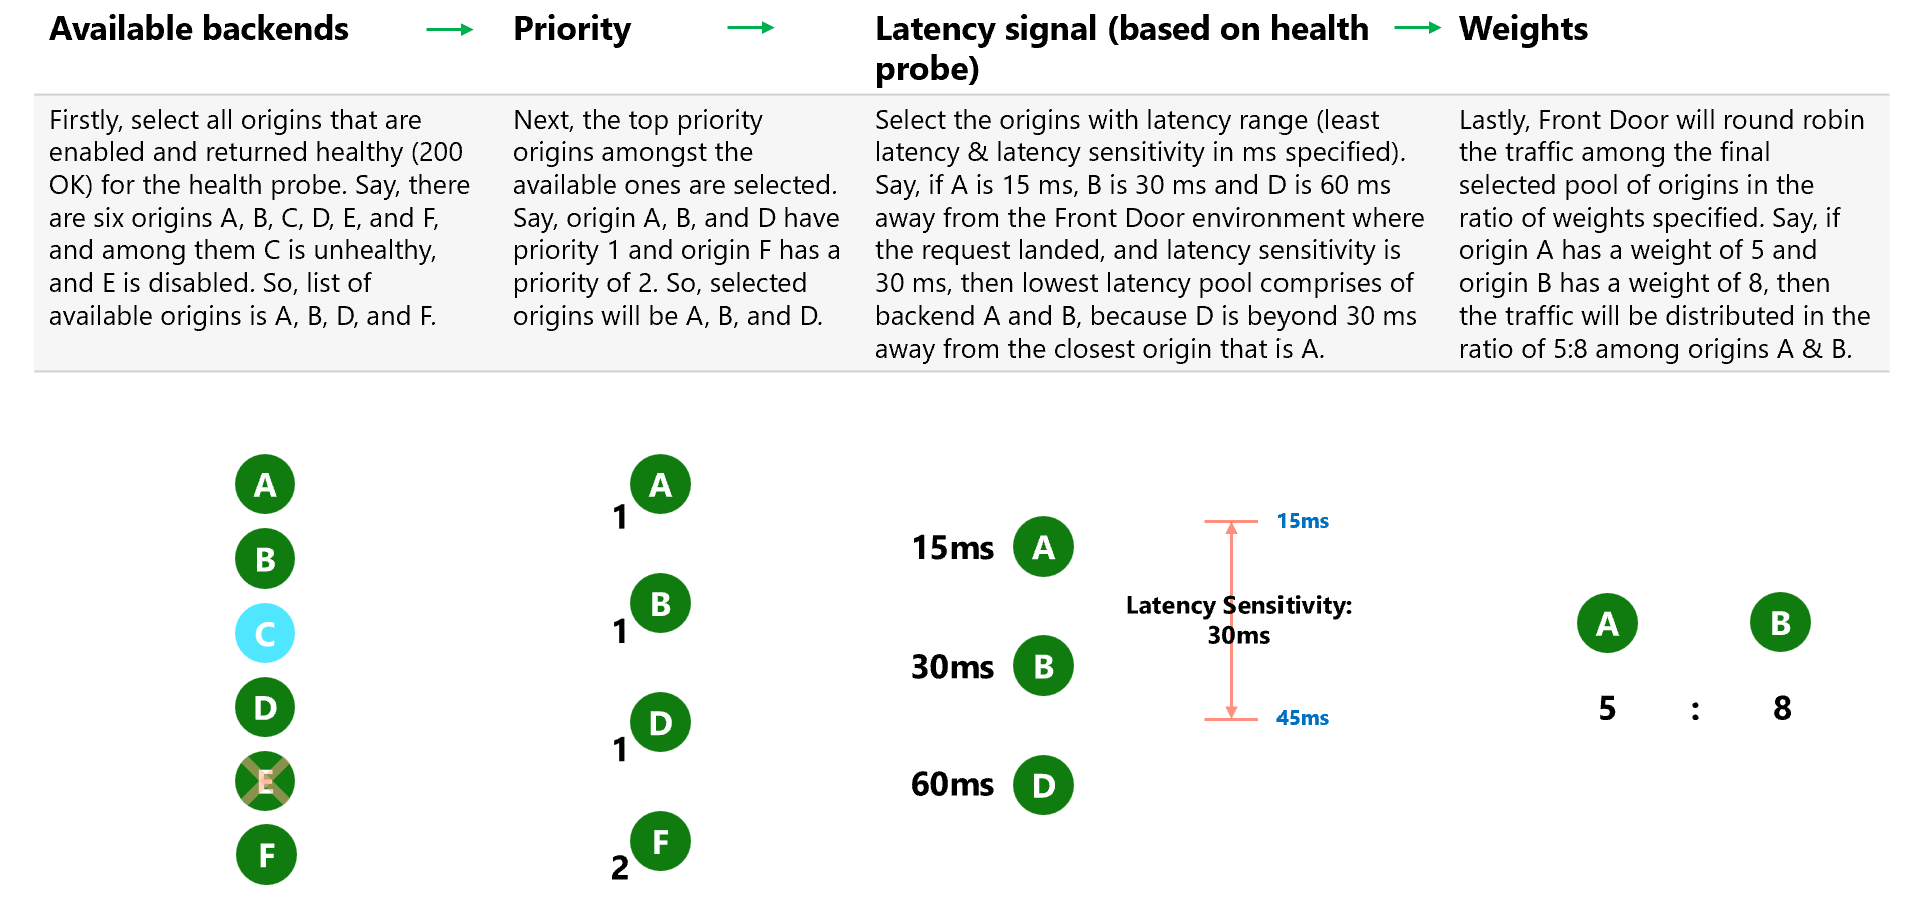 Available backends
Priority
Latency signal (based on health
probe)
Weights
Firstly, select all origins that are
enabled and returned healthy (200
OK) for the health probe. Say, there
are six origins A, B, C, D, E, and F,
and among them C is unhealthy,
and E is disabled. So, list of
available origins is A, B, D, and F.
Next, the top priority
origins amongst the
available ones are selected.
Say, origin A, B, and D have
priority 1 and origin F has a
priority of 2. So, selected
origins will be A, B, and D.
Select the origins with latency range (least
latency & latency sensitivity in ms specified).
Say, if A is 15 ms, B is 30 ms and D is 60 ms
away from the Front Door environment where
the request landed, and latency sensitivity is
30 ms, then lowest latency pool comprises of
backend A and B, because D is beyond 30 ms
away from the closest origin that is A.
Lastly, Front Door will round robin
the traffic among the final
selected pool of origins in the
ratio of weights specified. Say, if
origin A has a weight of 5 and
origin B has a weight of 8, then
the traffic will be distributed in the
ratio of 5:8 among origins A & B.
A
B
C
D
E
F
A
1
B
1
D
1
F
2
15ms A
30ms B
60ms D
15ms
Latency Sensitivity:
30ms
45ms
A B
5 : 8